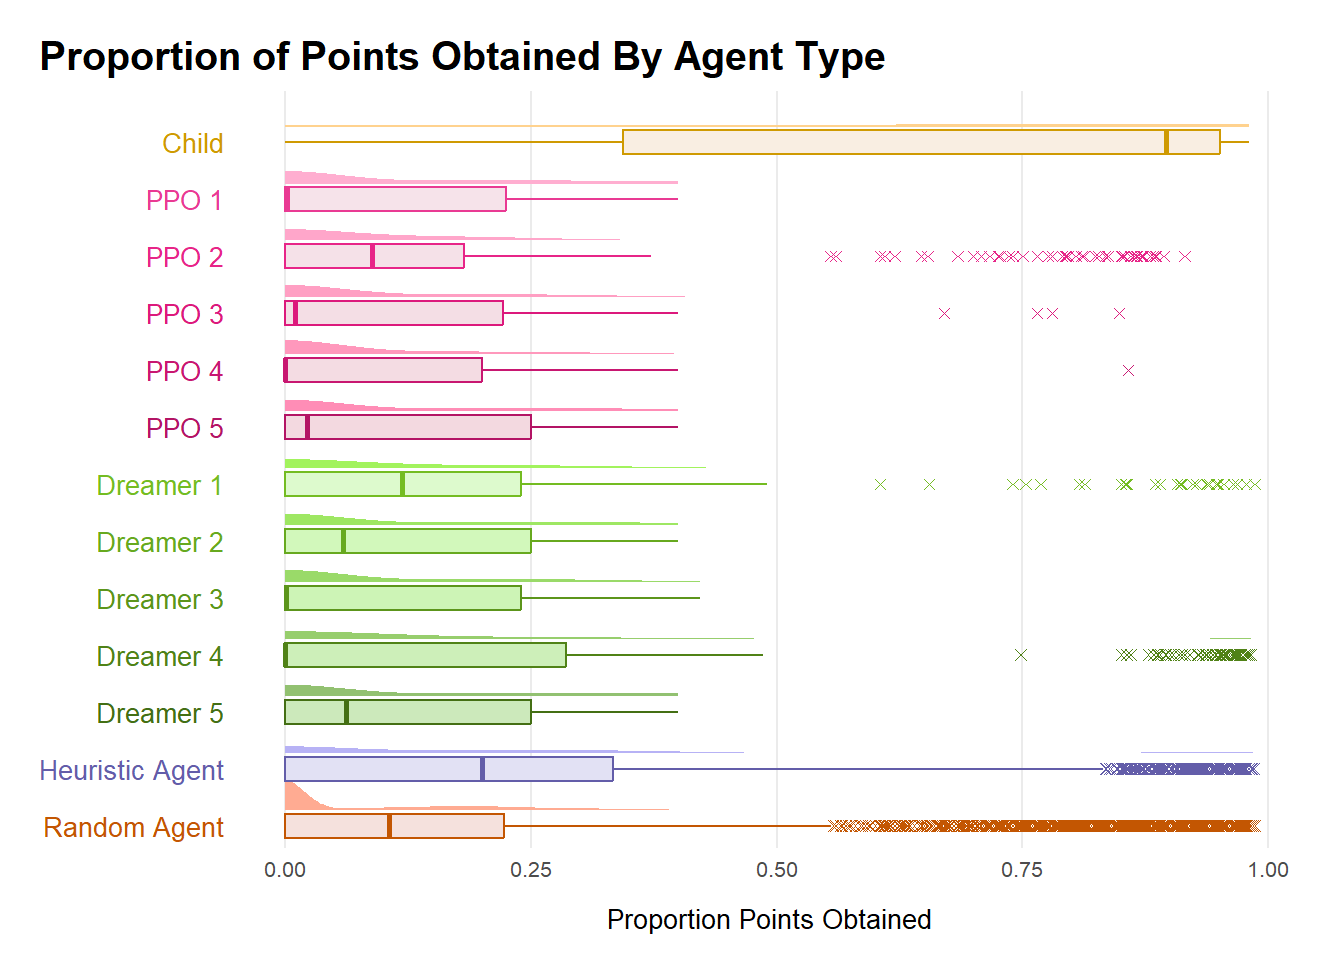 Proportion of Points Obtained By Agent Type
Child
PPO 1
PPO 2
PPO 3
PPO 4
PPO 5
Dreamer 1
Dreamer 2
Dreamer 3
Dreamer 4
Dreamer 5
Heuristic Agent
Random Agent
0.00 0.25 0.50 0.75 1.00
Proportion Points Obtained